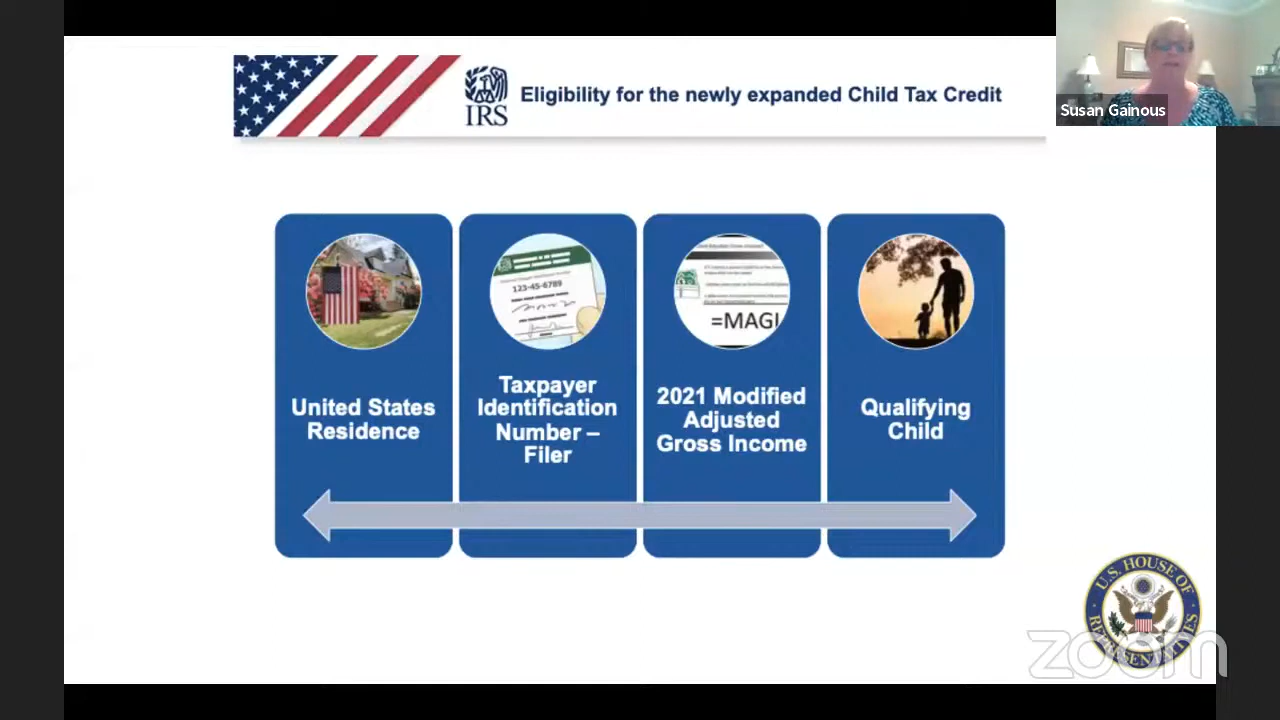 Susan Gainous
IRS
Eligibility for the newly expanded Child Tax Credit
123-45-6789
=MAGI
United States
Residence
Taxpayer
Identification
Number –
Filer
2021 Modified
Adjusted
Gross Income
Qualifying
Child
U.S. HOUSE OF
REPRESENTATIVES
zoom